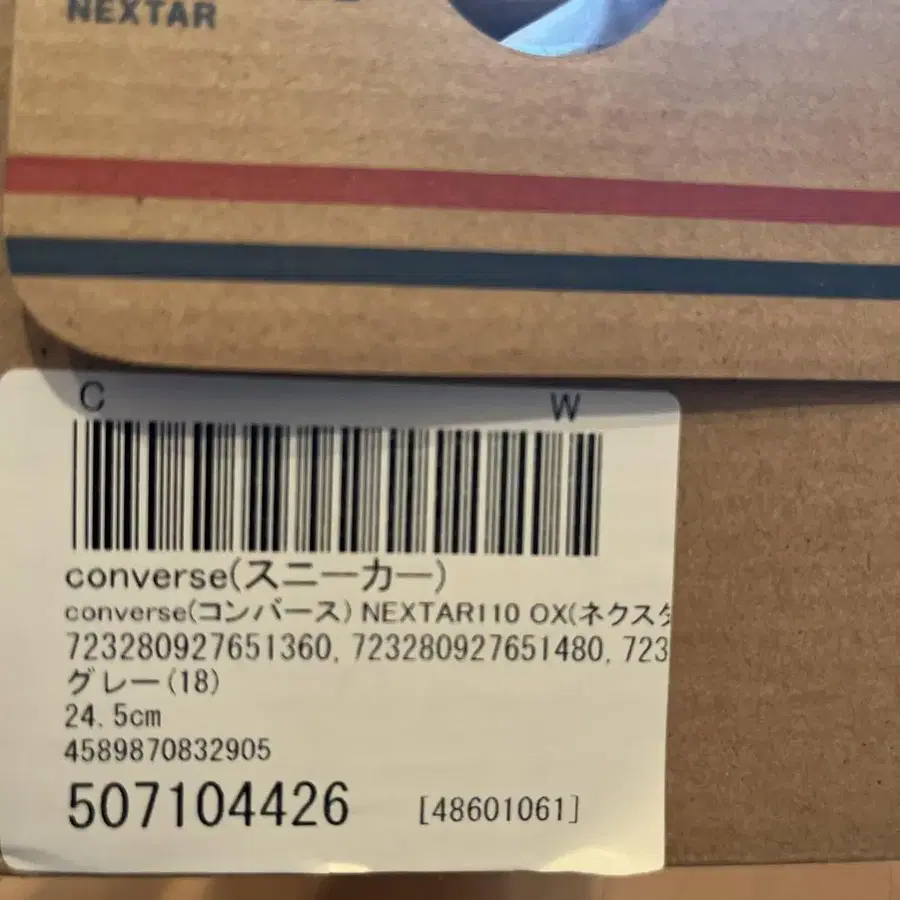 NEXTAR
C W
converse(スニーカー)
converse(コンバース) NEXTAR110 OX(ネクスタ
723280927651360, 723280927651480, 723
グレー(18)
24.5cm
4589870832905
507104426 [48601061]